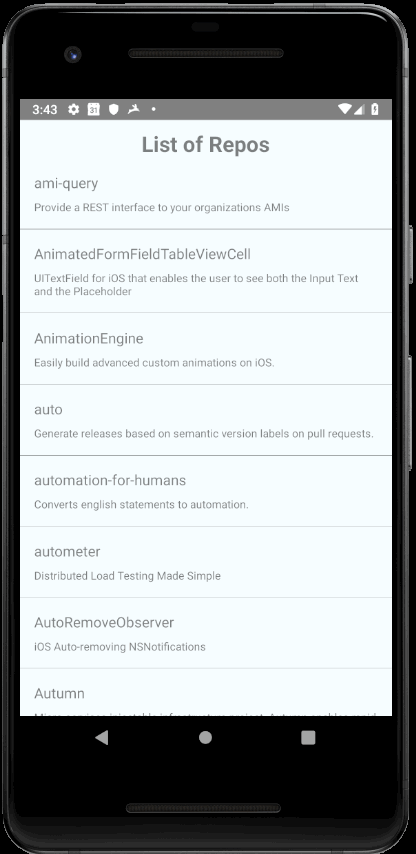 3:43
31
List of Repos
ami-query
Provide a REST interface to your organizations AMIs
AnimatedFormFieldTableViewCell
UITextField for iOS that enables the user to see both the Input Text
and the Placeholder
AnimationEngine
Easily build advanced custom animations on iOS.
auto
Generate releases based on semantic version labels on pull requests.
automation-for-humans
Converts english statements to automation.
autometer
Distributed Load Testing Made Simple
AutoRemoveObserver
iOS Auto-removing NSNotifications
Autumn